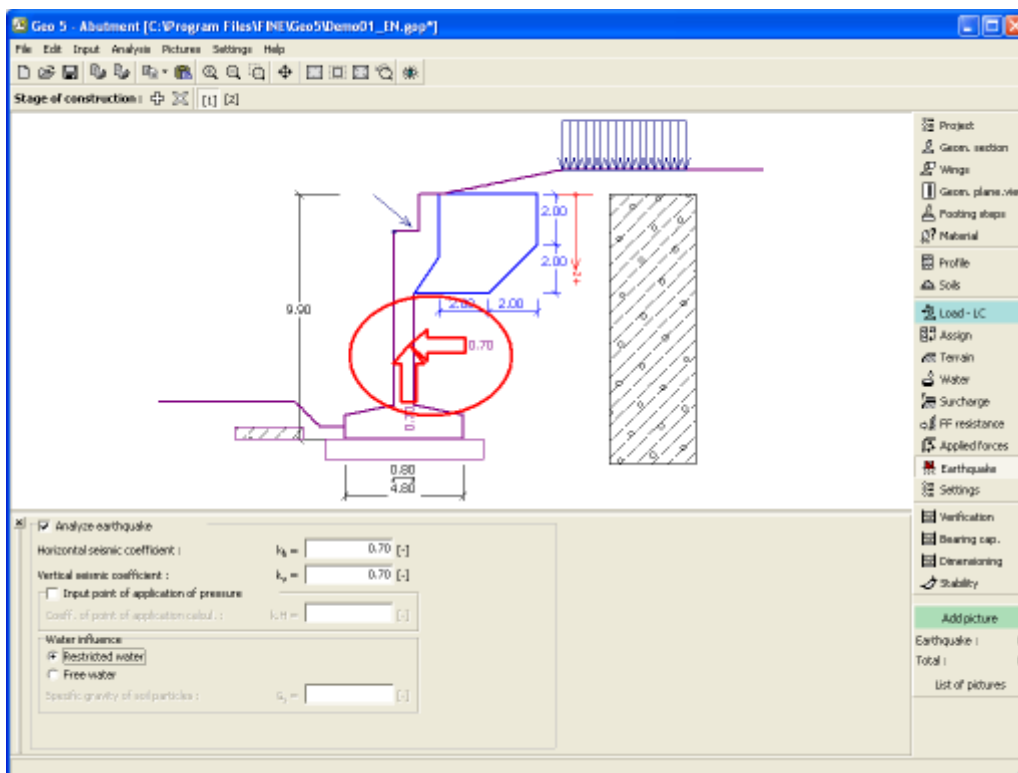 Geo 5 - Abutment [C:\Program Files\FINE\Geo5\Demo01_EN.gsp*]
File Edit Input Analysis Pictures Settings Help
Stage of construction : [1] [2]
Project
Geom. section
Wings
Geom. plane.view
Footing steps
Material
Profile
Soils
Load - LC
Assign
Terrain
Water
Surcharge
FF resistance
Applied forces
Earthquake
Settings
Verification
Bearing cap.
Dimensioning
Stability
Add picture
Earthquake :
Total :
List of pictures
2.00
+z
2.00
2.00 2.00
9.90
0.70
0.70
0.80
4.80
Analyze earthquake
Horizontal seismic coefficient : kh = 0.70 [-]
Vertical seismic coefficient : kv = 0.70 [-]
Input point of application of pressure
Coeff. of point of application calcul. : k.H = [-]
Water influence
Restricted water
Free water
Specific gravity of soil particles : Gs = [-]